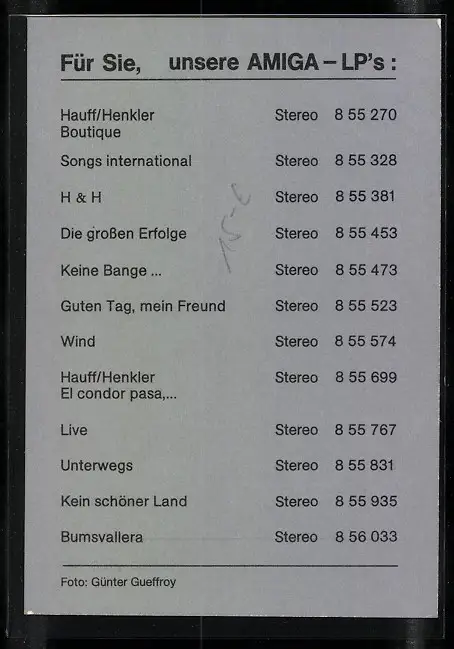 Für Sie, unsere AMIGA – LP's :
Hauff/Henkler Stereo 8 55 270
Boutique
Songs international Stereo 8 55 328
H & H Stereo 8 55 381
Die großen Erfolge Stereo 8 55 453
Keine Bange ... Stereo 8 55 473
Guten Tag, mein Freund Stereo 8 55 523
Wind Stereo 8 55 574
Hauff/Henkler Stereo 8 55 699
El condor pasa,...
Live Stereo 8 55 767
Unterwegs Stereo 8 55 831
Kein schöner Land Stereo 8 55 935
Bumsvallera Stereo 8 56 033
Foto: Günter Gueffroy